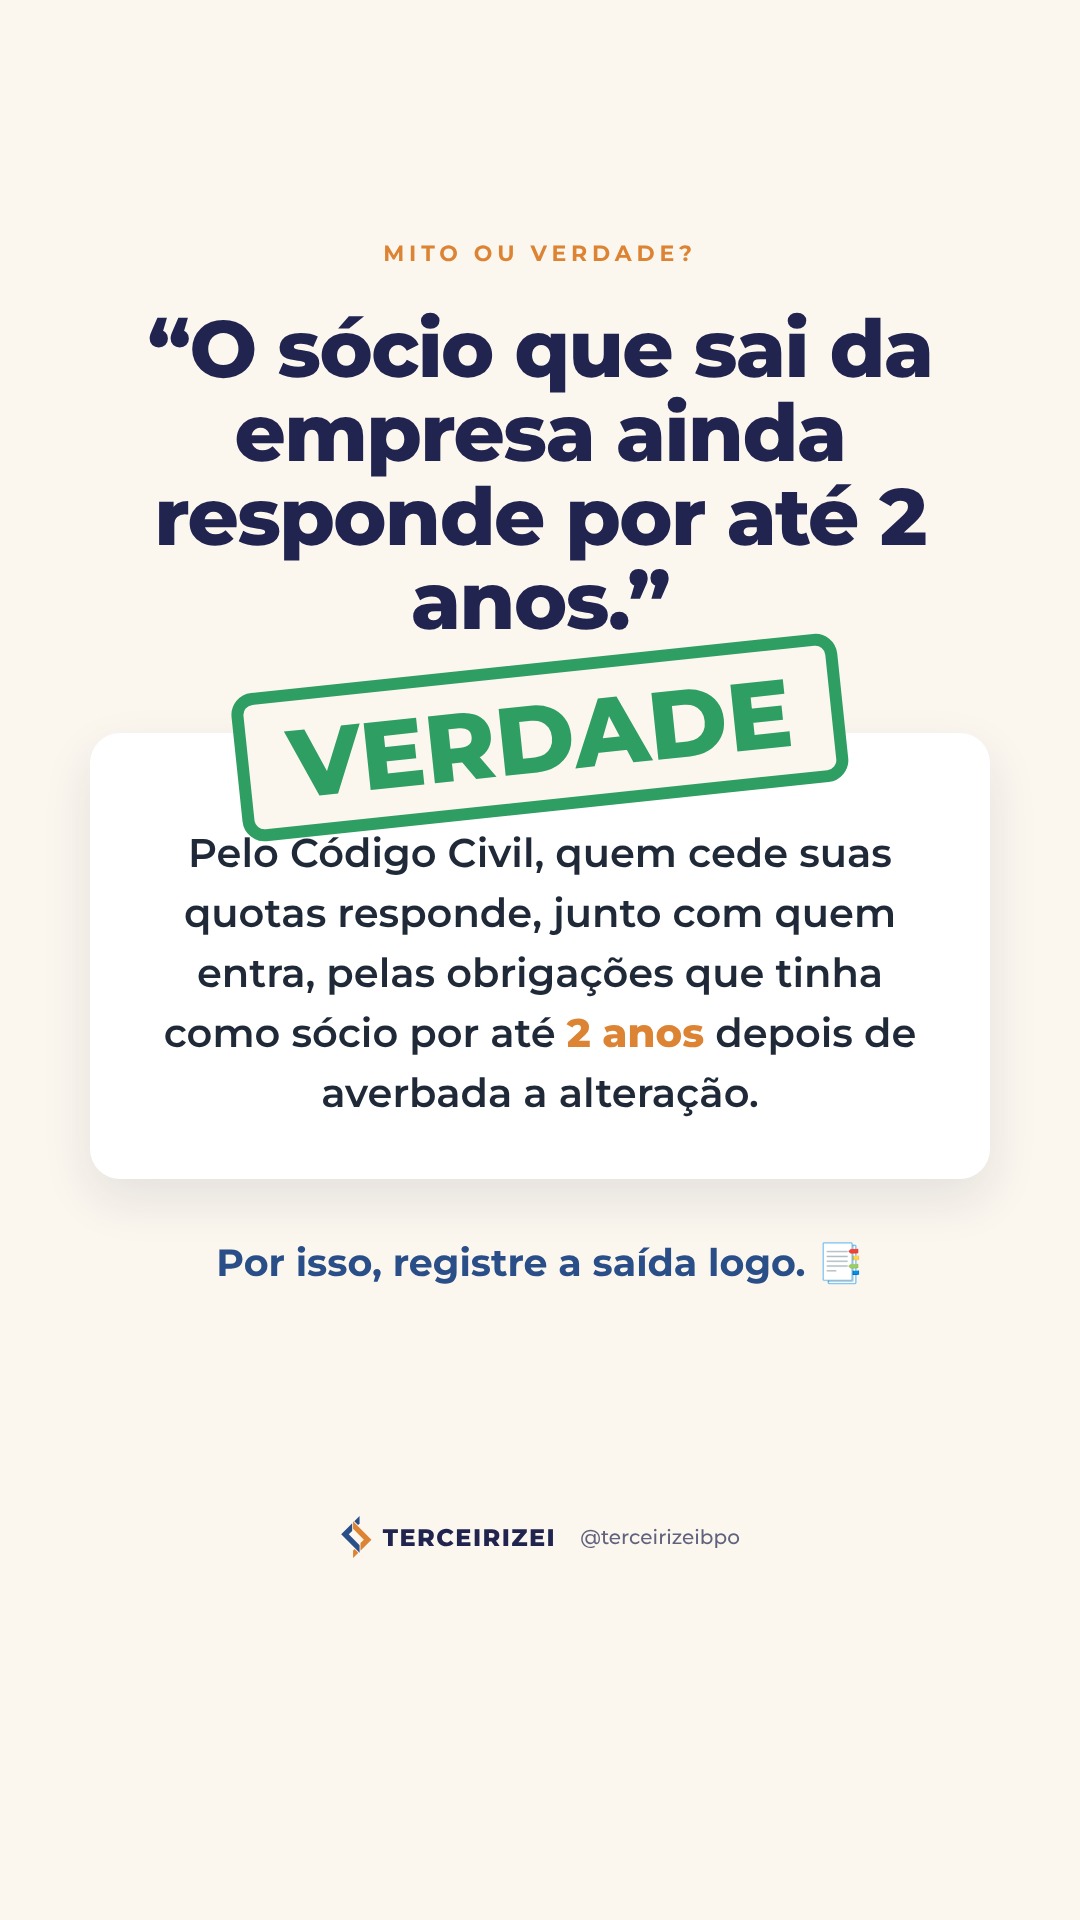 MITO OU VERDADE?
“O sócio que sai da
empresa ainda
responde por até 2
anos.”
VERDADE
Pelo Código Civil, quem cede suas
quotas responde, junto com quem
entra, pelas obrigações que tinha
como sócio por até 2 anos depois de
averbada a alteração.
Por isso, registre a saída logo. 📑
TERCEIRIZEI @terceirizeibpo